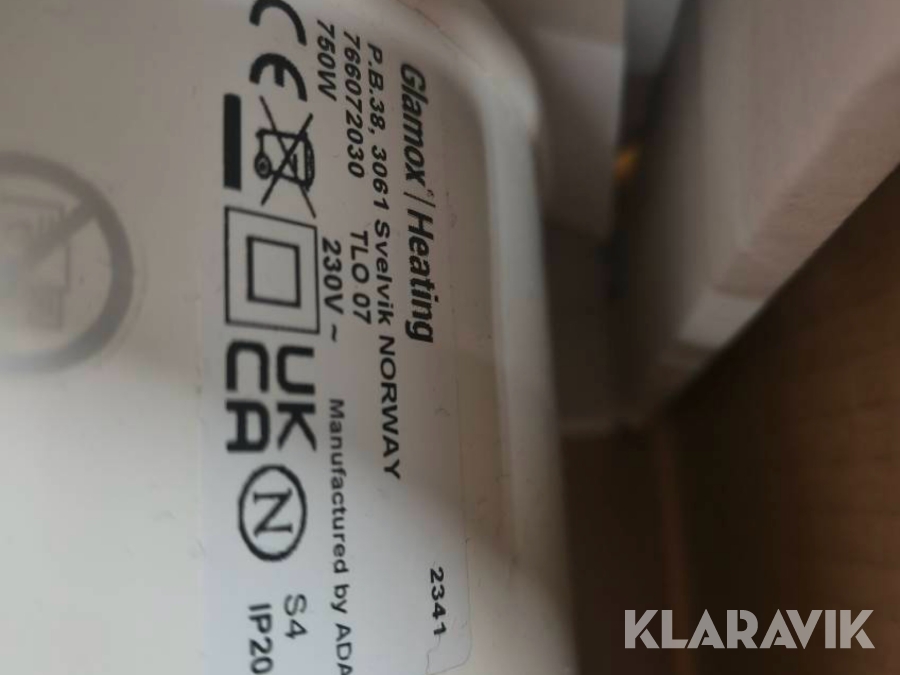 Glamox | Heating
P.B.38, 3061 Svelvik NORWAY
766072030 TLO 07
750W 230V ~ Manufactured by ADA
2341
CE
UK
CA
N
S4
IP20
KLARAVIK